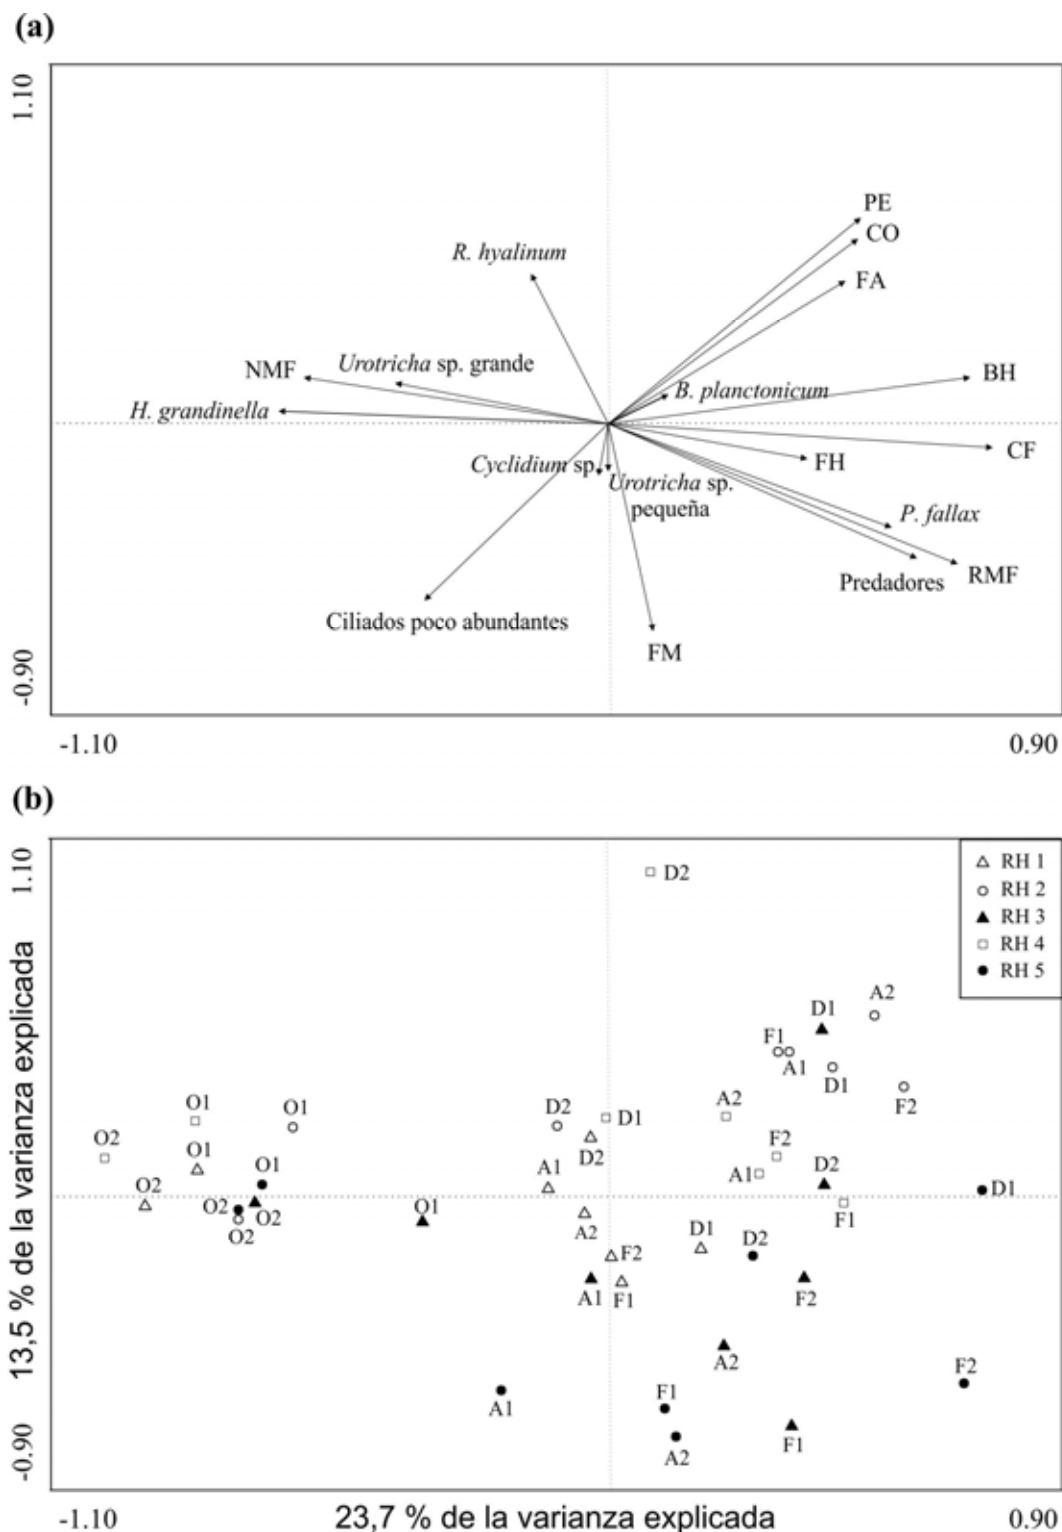 (a)
1.10
PE
CO
R. hyalinum
FA
Urotricha sp. grande
NMF
BH
B. planctonicum
H. grandinella
CF
Cyclidium sp.
FH
Urotricha sp.
pequeña
P. fallax
RMF
Predadores
Ciliados poco abundantes
FM
-0.90
-1.10
0.90
(b)
1.10
D2
RH 1
RH 2
RH 3
RH 4
RH 5
A2
D1
F1
A1
D1
F2
O1
O1
D2
D1
A2
O2
O1
D2
F2
O1
A1
A1
D2
D1
O2
O2
O2
O1
A2
F1
D1
D2
F2
A1
F1
F2
A2
F2
A1
F1
A2
F1
-0.90
13,5 % de la varianza explicada
-1.10
23,7 % de la varianza explicada
0.90